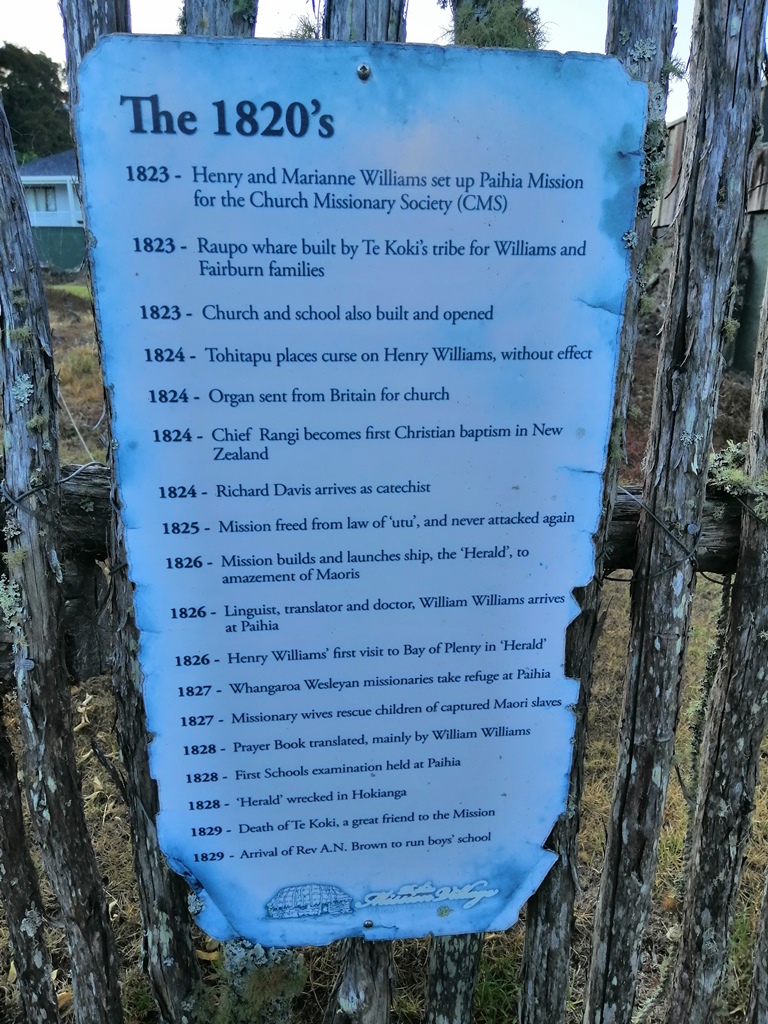 The 1820's
1823 - Henry and Marianne Williams set up Paihia Mission
for the Church Missionary Society (CMS)
1823 - Raupo whare built by Te Koki's tribe for Williams and
Fairburn families
1823 - Church and school also built and opened
1824 - Tohitapu places curse on Henry Williams, without effect
1824 - Organ sent from Britain for church
1824 - Chief Rangi becomes first Christian baptism in New
Zealand
1824 - Richard Davis arrives as catechist
1825 - Mission freed from law of 'utu', and never attacked again
1826 - Mission builds and launches ship, the 'Herald', to
amazement of Maoris
1826 - Linguist, translator and doctor, William Williams arrives
at Paihia
1826 - Henry Williams' first visit to Bay of Plenty in 'Herald'
1827 - Whangaroa Wesleyan missionaries take refuge at Paihia
1827 - Missionary wives rescue children of captured Maori slaves
1828 - Prayer Book translated, mainly by William Williams
1828 - First Schools examination held at Paihia
1828 - 'Herald' wrecked in Hokianga
1829 - Death of Te Koki, a great friend to the Mission
1829 - Arrival of Rev A.N. Brown to run boys' school
The
Mission Village